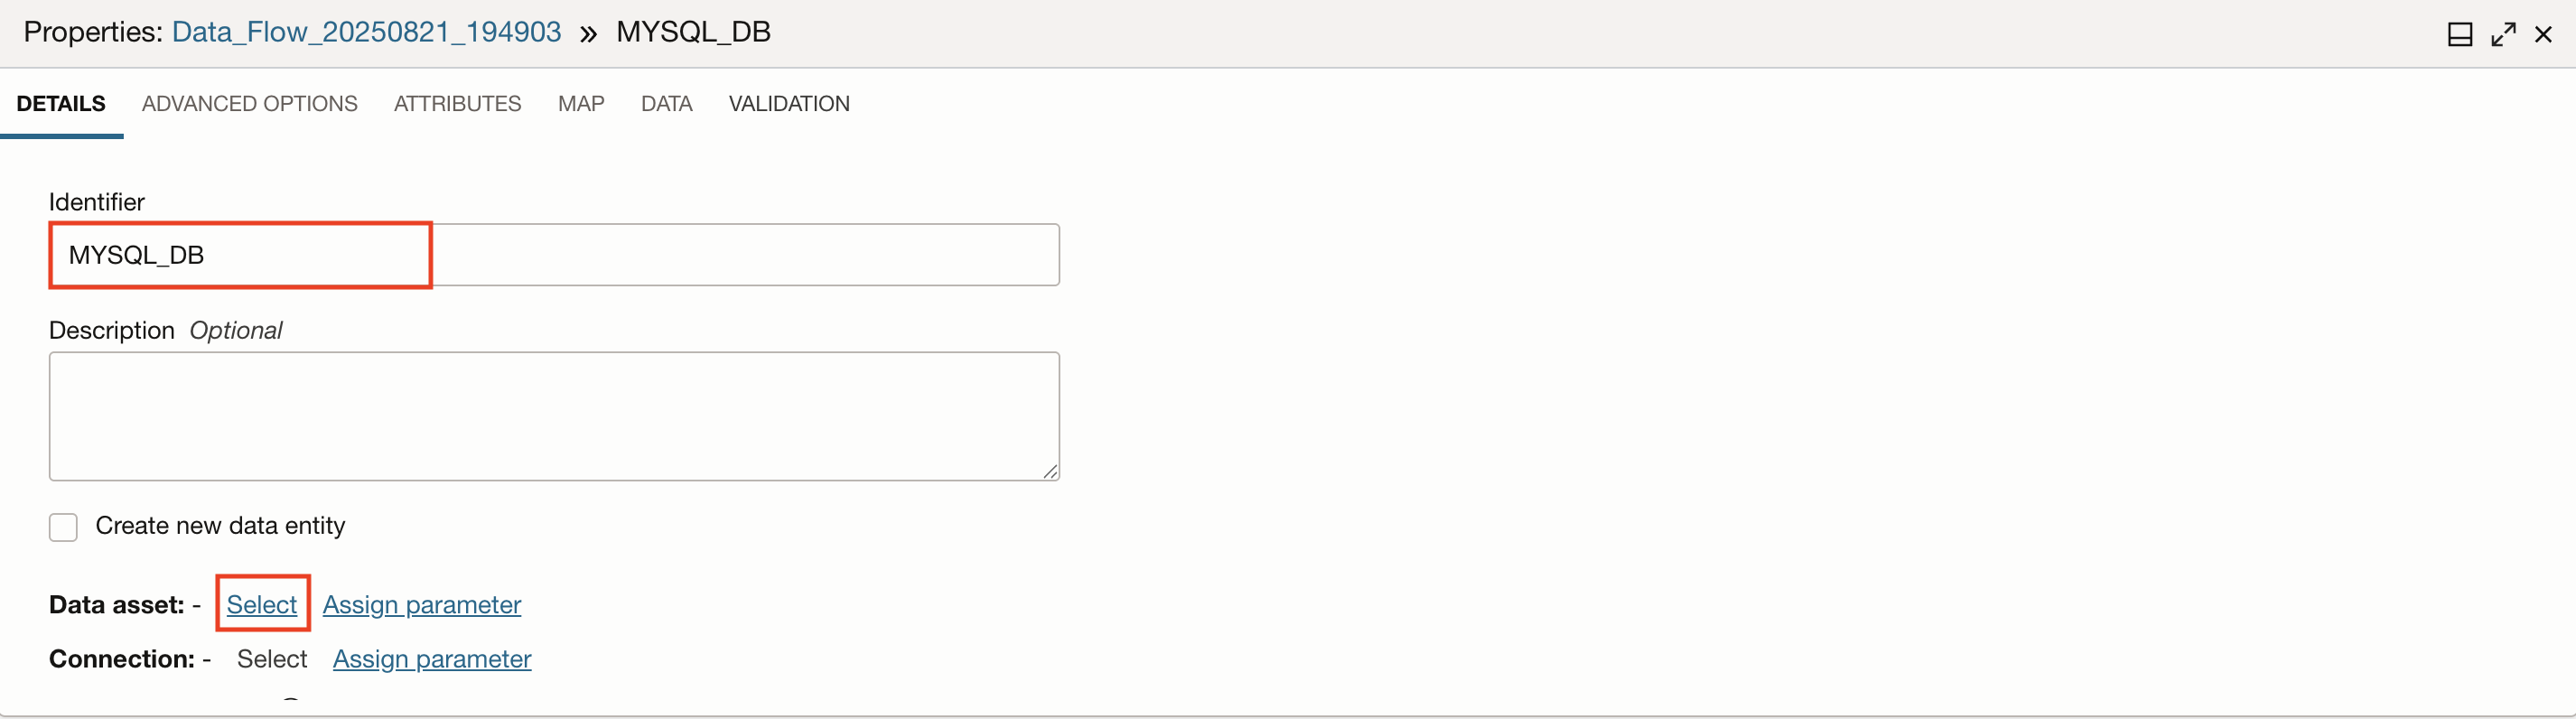 Properties: Data_Flow_20250821_194903 » MYSQL_DB
DETAILS ADVANCED OPTIONS ATTRIBUTES MAP DATA VALIDATION
Identifier
MYSQL_DB
Description Optional
Create new data entity
Data asset: - Select Assign parameter
Connection: - Select Assign parameter